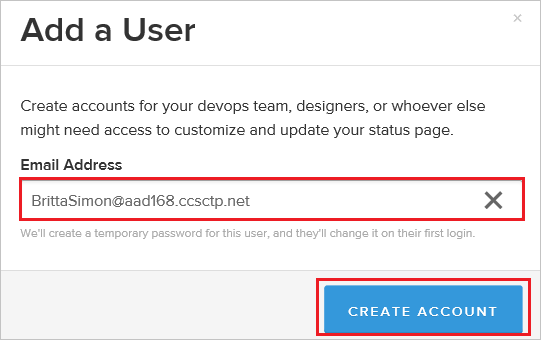 Add a User
Create accounts for your devops team, designers, or whoever else
might need access to customize and update your status page.
Email Address
BrittaSimon@aad168.ccsctp.net
We'll create a temporary password for this user, and they'll change it on their first login.
CREATE ACCOUNT